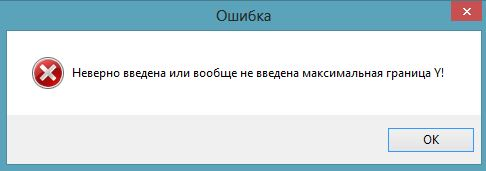 Ошибка
Неверно введена или вообще не введена максимальная граница Y!
OK